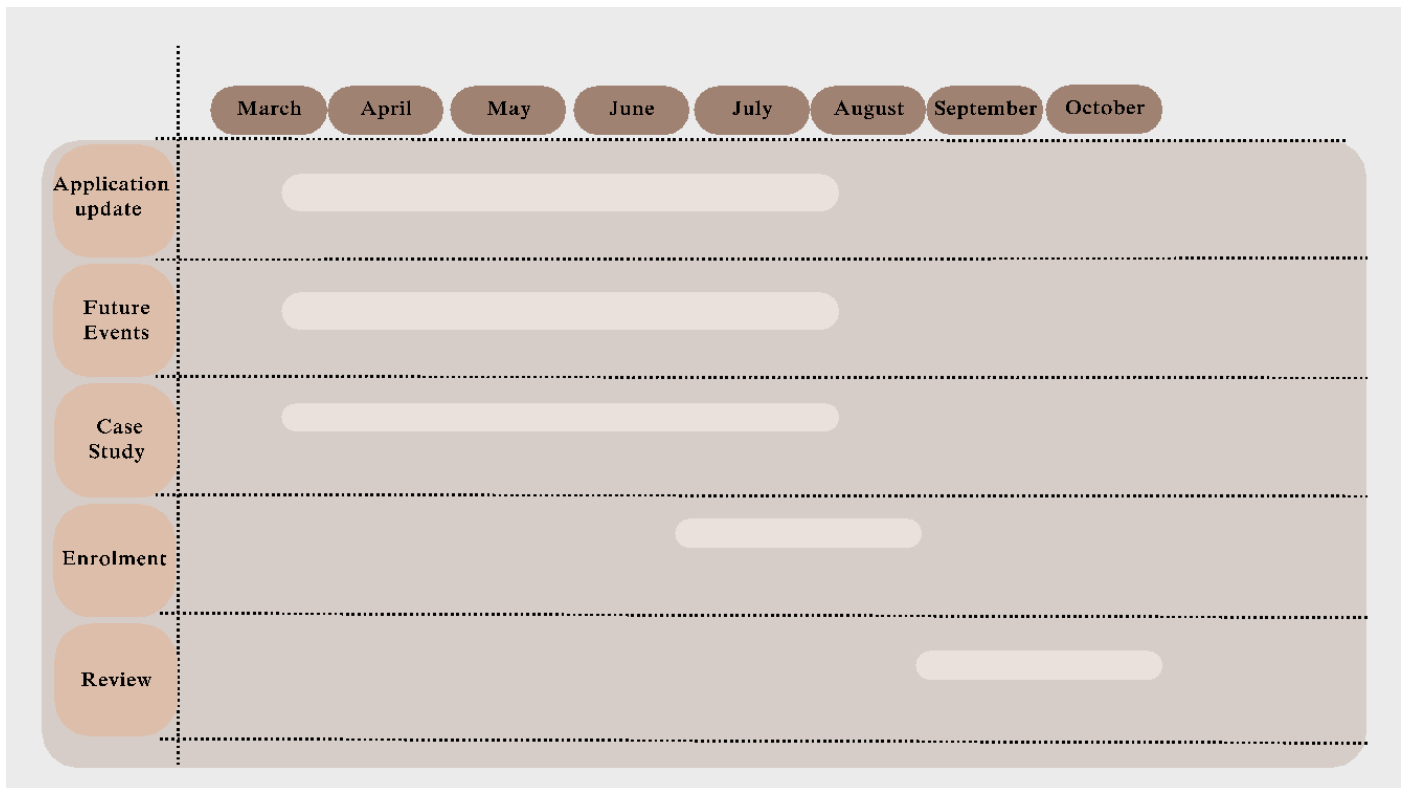 March April May June July August September October
Application
update
Future
Events
Case
Study
Enrolment
Review